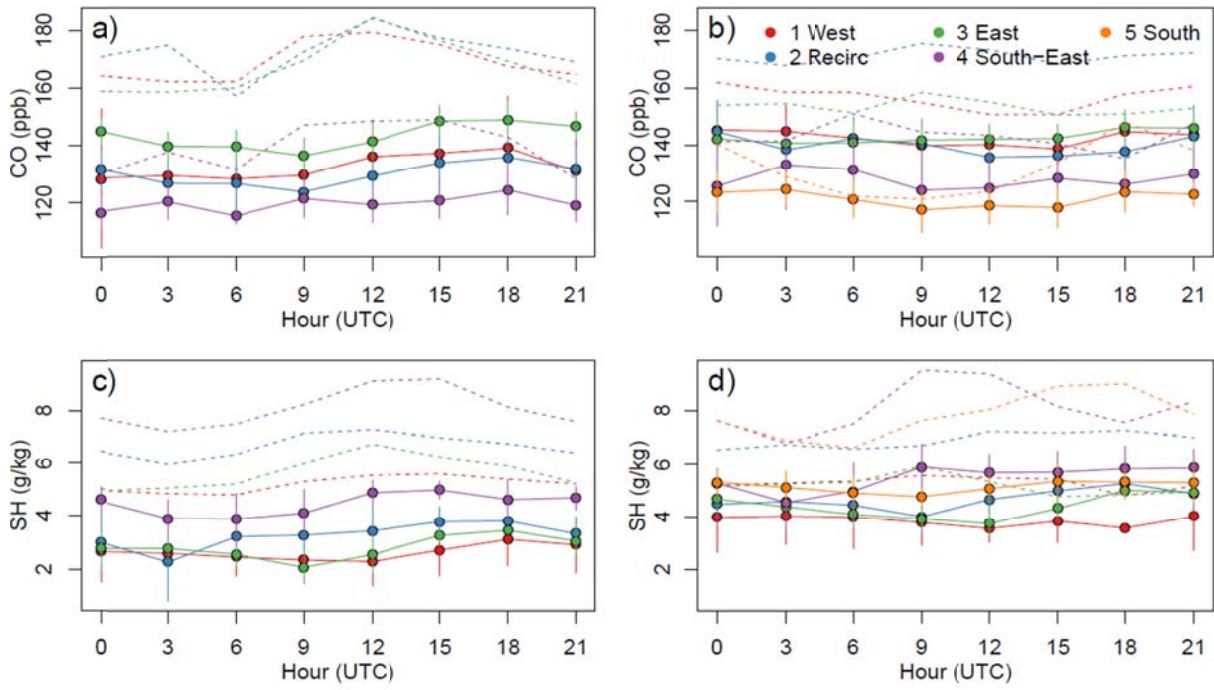 a)
CO (ppb)
180
160
140
120
0 3 6 9 12 15 18 21
Hour (UTC)
b)
1 West 3 East 5 South
2 Recirc 4 South-East
CO (ppb)
180
160
140
120
0 3 6 9 12 15 18 21
Hour (UTC)
c)
SH (g/kg)
8
6
4
2
0 3 6 9 12 15 18 21
Hour (UTC)
d)
SH (g/kg)
8
6
4
2
0 3 6 9 12 15 18 21
Hour (UTC)